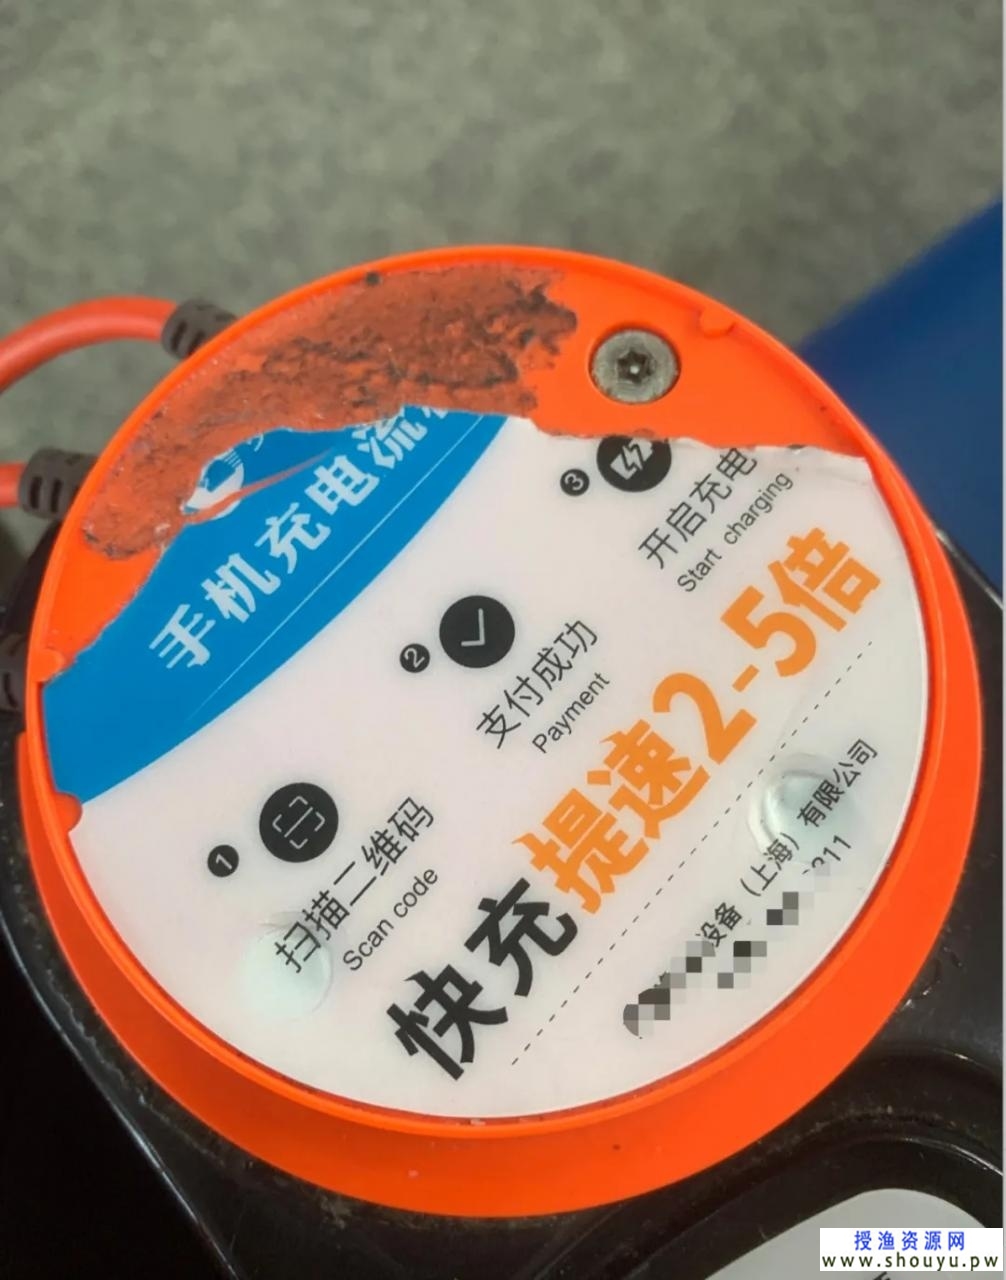 手机充电流
1
扫描二维码
Scan code
2
支付成功
Payment
3
开启充电
Start charging
快充提速2-5倍
设备（上海）有限公司
211
授渔资源网
www.shouyu.pw